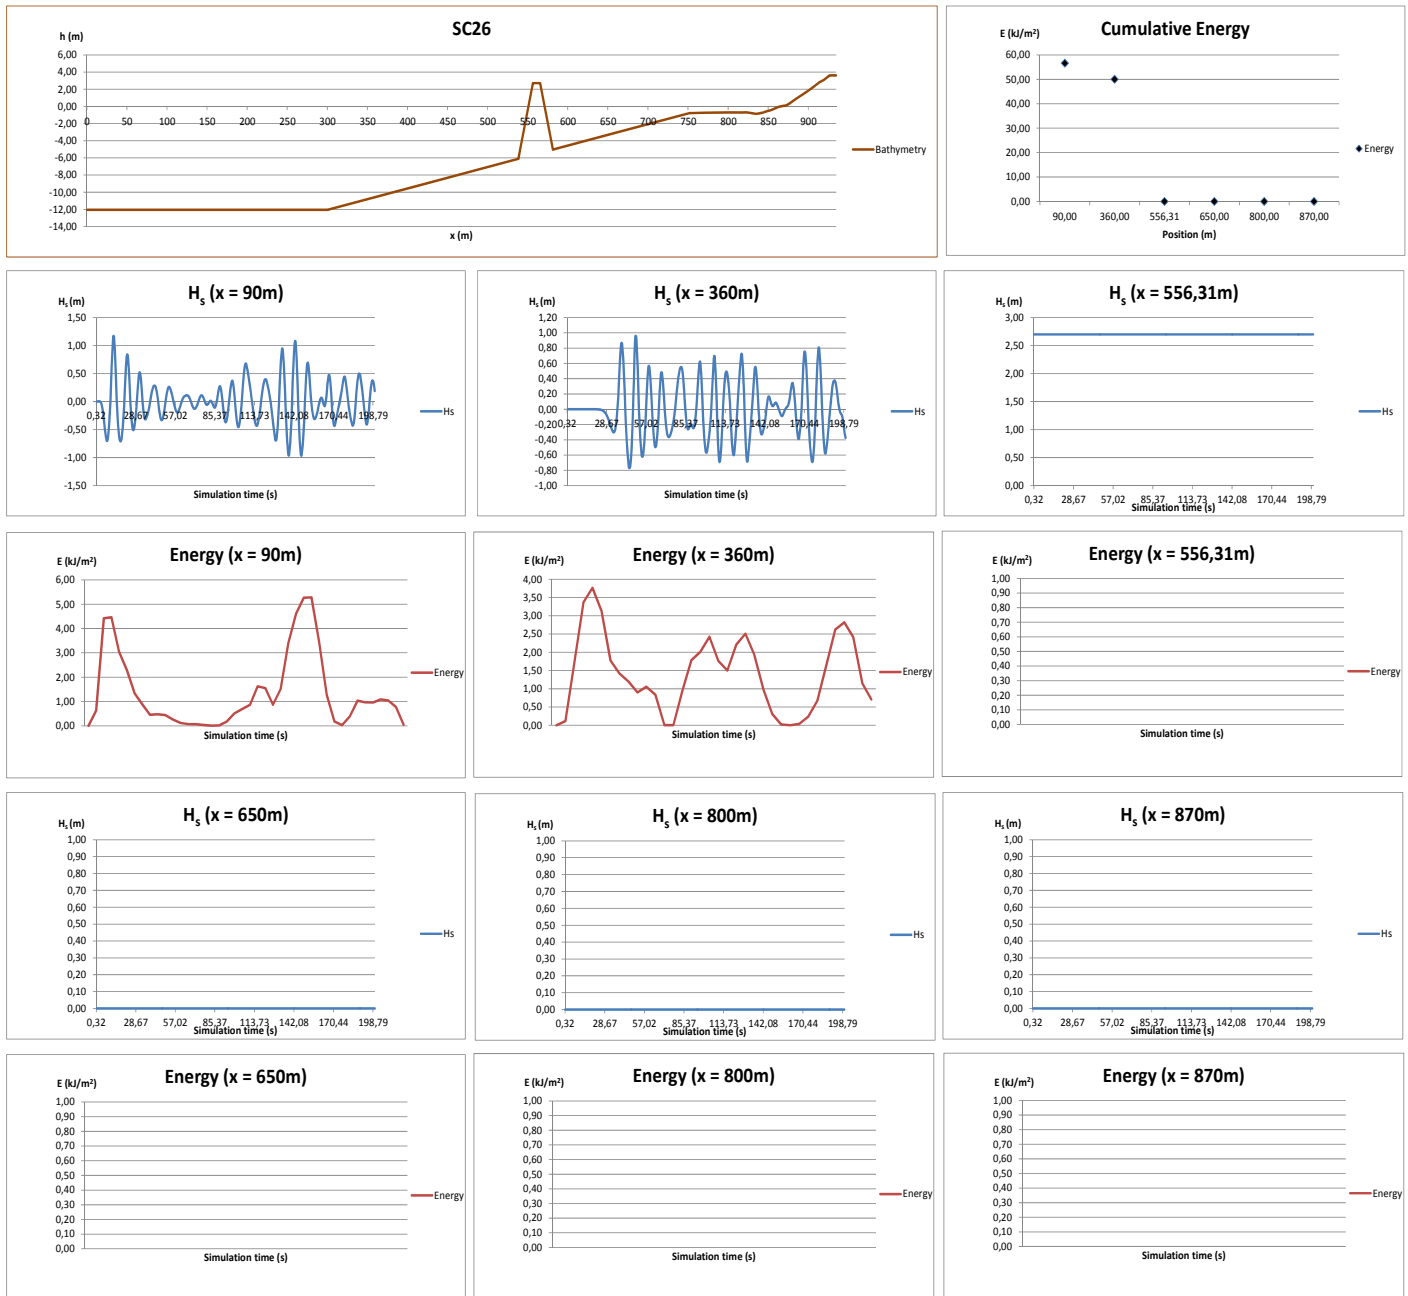 SC26
h (m)
6,00
4,00
2,00
0,00
-2,00
-4,00
-6,00
-8,00
-10,00
-12,00
-14,00
0 50 100 150 200 250 300 350 400 450 500 550 600 650 700 750 800 850 900
x (m)
Bathymetry
Cumulative Energy
E (kJ/m²)
60,00
50,00
40,00
30,00
20,00
10,00
0,00
90,00 360,00 556,31 650,00 800,00 870,00
Position (m)
Energy
Hs (x = 90m)
Hs (m)
1,50
1,00
0,50
0,00
-0,50
-1,00
-1,50
0,32 28,67 57,02 85,37 113,73 142,08 170,44 198,79
Simulation time (s)
Hs
Hs (x = 360m)
Hs (m)
1,20
1,00
0,80
0,60
0,40
0,20
0,00
-0,20
-0,40
-0,60
-0,80
-1,00
0,32 28,67 57,02 85,37 113,73 142,08 170,44 198,79
Simulation time (s)
Hs
Hs (x = 556,31m)
Hs (m)
3,00
2,50
2,00
1,50
1,00
0,50
0,00
0,32 28,67 57,02 85,37 113,73 142,08 170,44 198,79
Simulation time (s)
Hs
Energy (x = 90m)
E (kJ/m²)
6,00
5,00
4,00
3,00
2,00
1,00
0,00
Simulation time (s)
Energy
Energy (x = 360m)
E (kJ/m²)
4,00
3,50
3,00
2,50
2,00
1,50
1,00
0,50
0,00
Simulation time (s)
Energy
Energy (x = 556,31m)
E (kJ/m²)
1,00
0,90
0,80
0,70
0,60
0,50
0,40
0,30
0,20
0,10
0,00
Simulation time (s)
Energy
Hs (x = 650m)
Hs (m)
1,00
0,90
0,80
0,70
0,60
0,50
0,40
0,30
0,20
0,10
0,00
0,32 28,67 57,02 85,37 113,73 142,08 170,44 198,79
Simulation time (s)
Hs
Hs (x = 800m)
Hs (m)
1,00
0,90
0,80
0,70
0,60
0,50
0,40
0,30
0,20
0,10
0,00
0,32 28,67 57,02 85,37 113,73 142,08 170,44 198,79
Simulation time (s)
Hs
Hs (x = 870m)
Hs (m)
1,00
0,90
0,80
0,70
0,60
0,50
0,40
0,30
0,20
0,10
0,00
0,32 28,67 57,02 85,37 113,73 142,08 170,44 198,79
Simulation time (s)
Hs
Energy (x = 650m)
E (kJ/m²)
1,00
0,90
0,80
0,70
0,60
0,50
0,40
0,30
0,20
0,10
0,00
Simulation time (s)
Energy
Energy (x = 800m)
E (kJ/m²)
1,00
0,90
0,80
0,70
0,60
0,50
0,40
0,30
0,20
0,10
0,00
Simulation time (s)
Energy
Energy (x = 870m)
E (kJ/m²)
1,00
0,90
0,80
0,70
0,60
0,50
0,40
0,30
0,20
0,10
0,00
Simulation time (s)
Energy